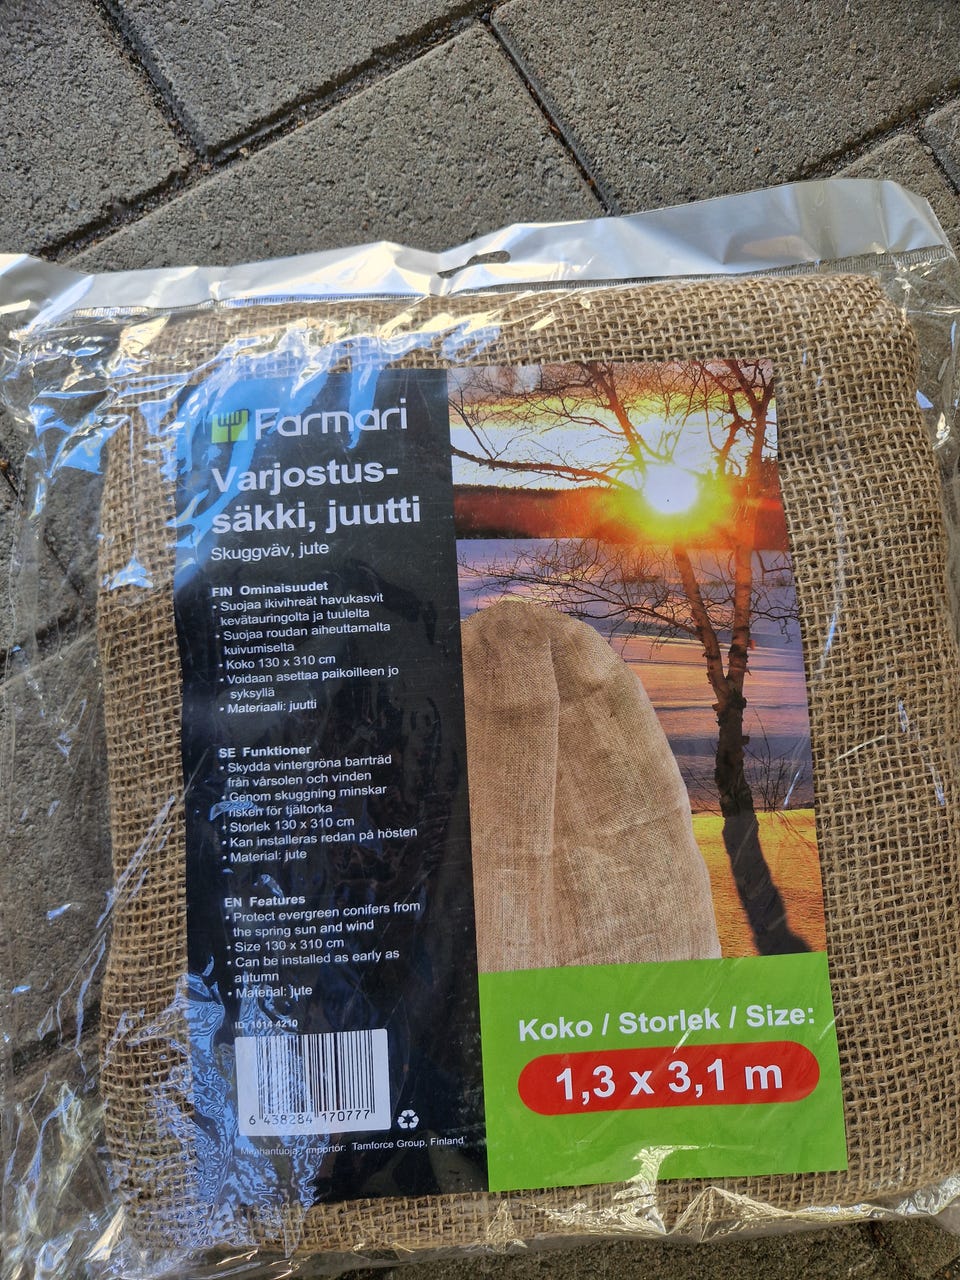 Farmari
Varjostus-
säkki, juutti
Skuggväv, jute
FIN Ominaisuudet
• Suojaa ikivihreät havukasvit
kevätauringolta ja tuulelta
• Suojaa roudan aiheuttamalta
kuivumiselta
• Koko 130 x 310 cm
• Voidaan asettaa paikoilleen jo
syksyllä
• Materiaali: juutti
SE Funktioner
• Skydda vintergröna barrträd
från vårsolen och vinden
• Genom skuggning minskar
risken för tjältorka
• Storlek 130 x 310 cm
• Kan installeras redan på hösten
• Material: jute
EN Features
• Protect evergreen conifers from
the spring sun and wind
• Size 130 x 310 cm
• Can be installed as early as
autumn
• Material: jute
ID: 1014-4210
6 438284 170777
Maahantuoja / Importör: Tamforce Group, Finland
Koko / Storlek / Size:
1,3 x 3,1 m